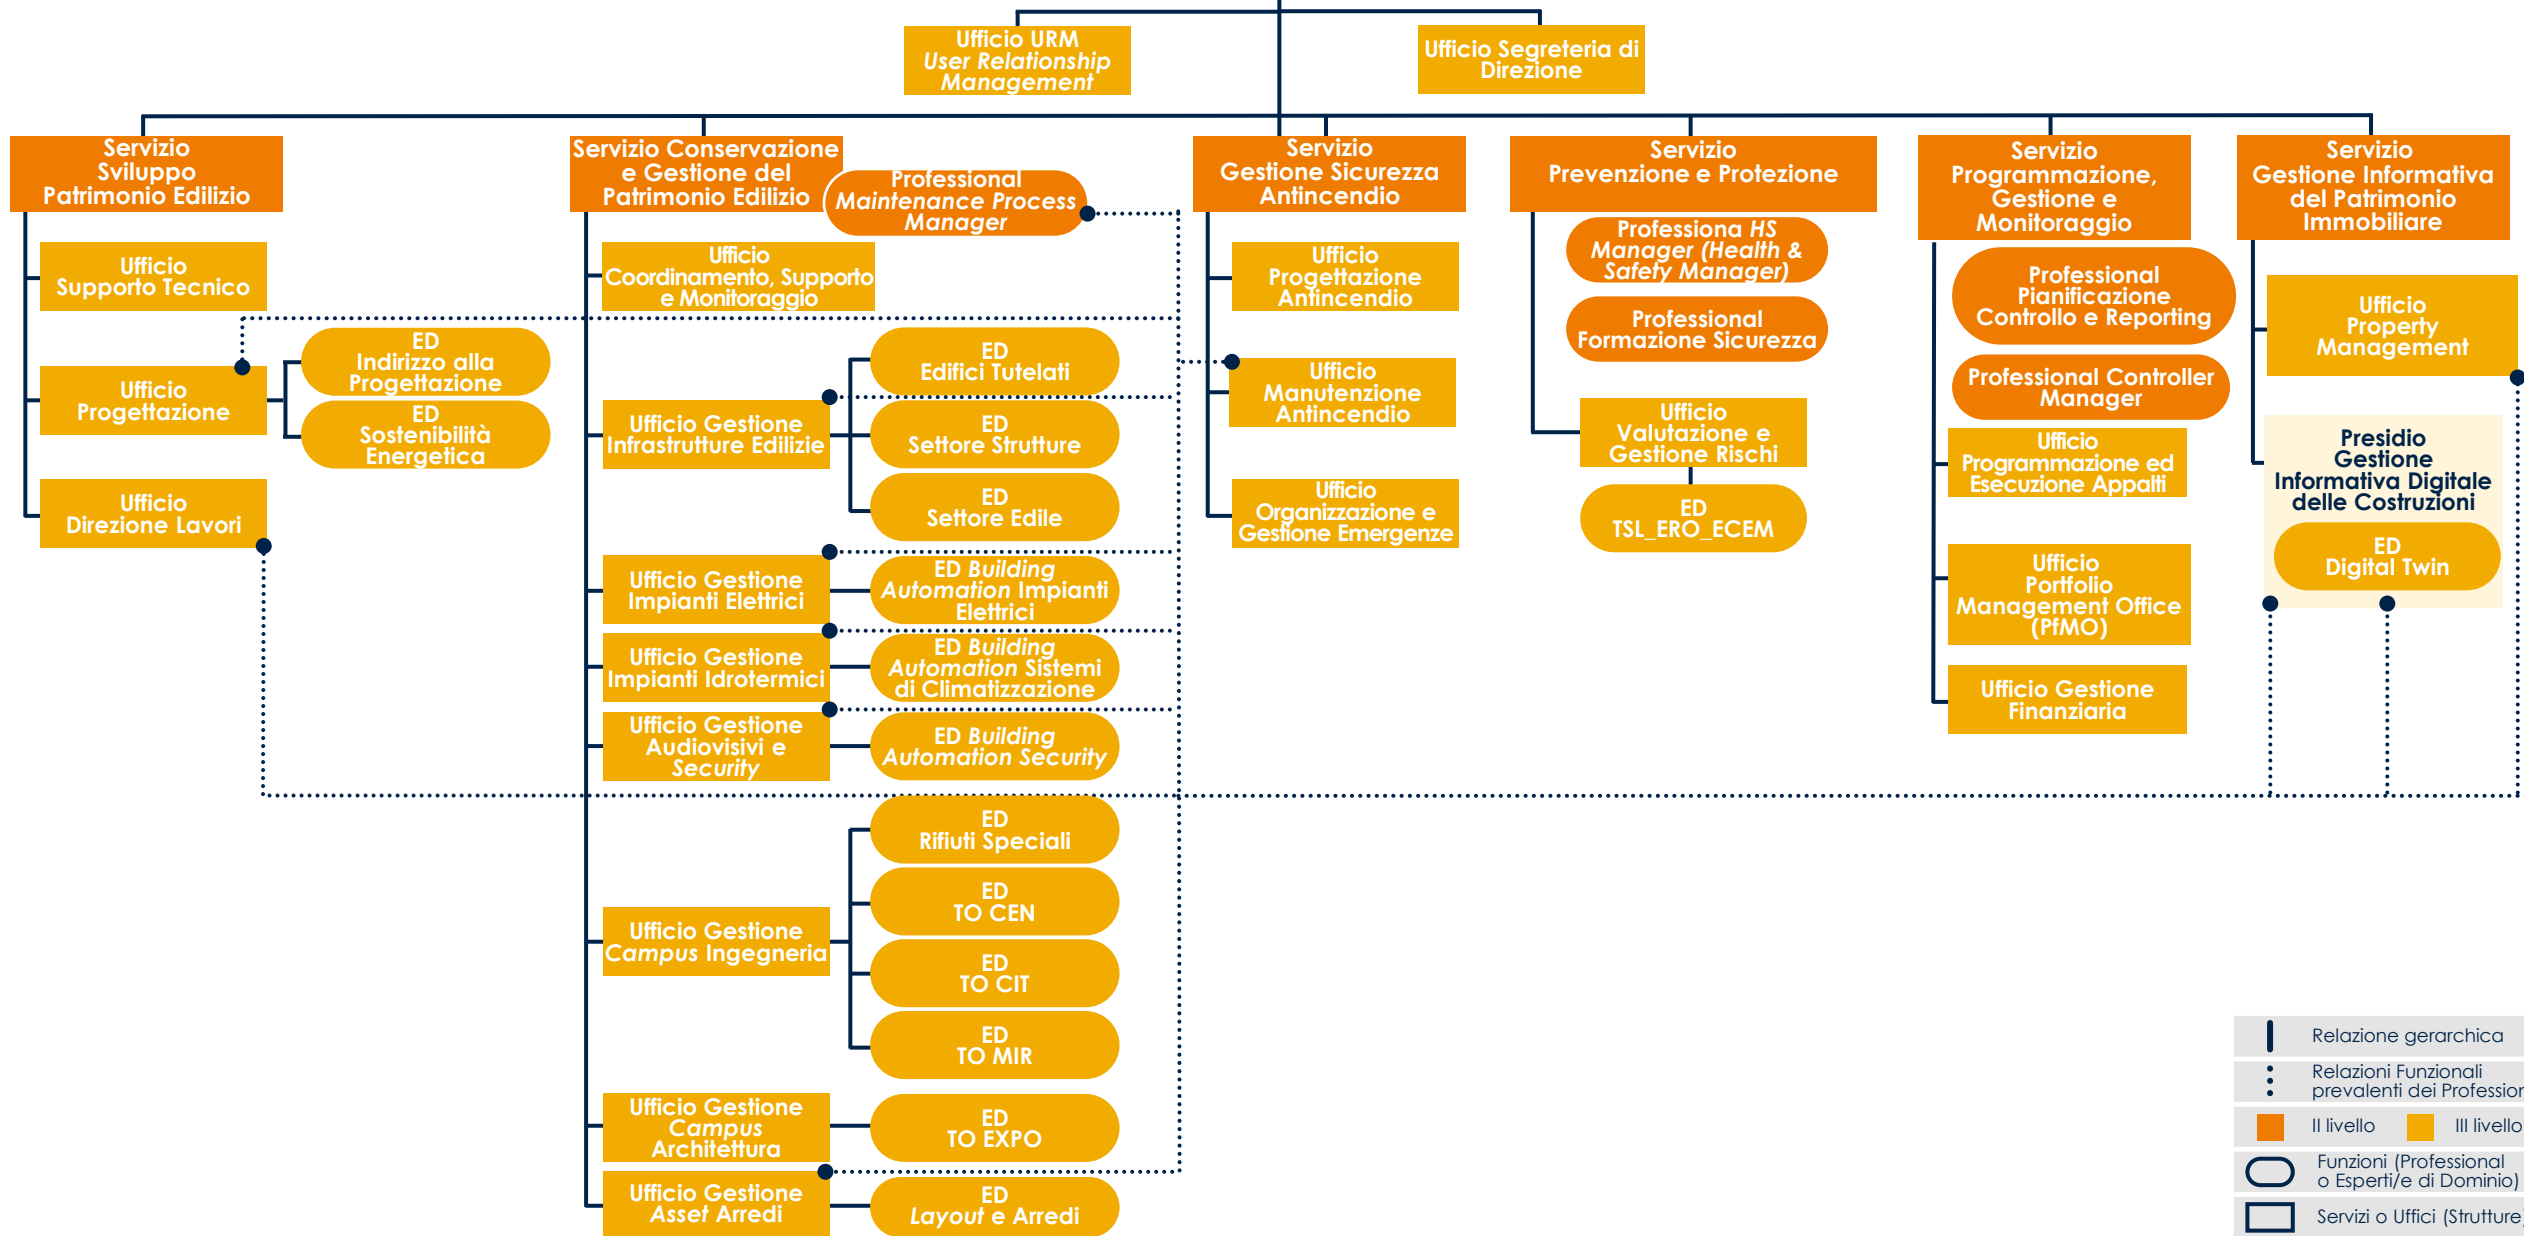 Ufficio URM
User Relationship
Management
Ufficio Segreteria di
Direzione
Servizio
Sviluppo
Patrimonio Edilizio
Ufficio
Supporto Tecnico
Ufficio
Progettazione
ED
Indirizzo alla
Progettazione
ED
Sostenibilità
Energetica
Ufficio
Direzione Lavori
Servizio Conservazione
e Gestione del
Patrimonio Edilizio
Professional
Maintenance Process
Manager
Ufficio
Coordinamento, Supporto
e Monitoraggio
Ufficio Gestione
Infrastrutture Edilizie
ED
Edifici Tutelati
ED
Settore Strutture
ED
Settore Edile
Ufficio Gestione
Impianti Elettrici
ED Building
Automation Impianti
Elettrici
Ufficio Gestione
Impianti Idrotermici
ED Building
Automation Sistemi
di Climatizzazione
Ufficio Gestione
Audiovisivi e
Security
ED Building
Automation Security
Ufficio Gestione
Campus Ingegneria
ED
Rifiuti Speciali
ED
TO CEN
ED
TO CIT
ED
TO MIR
Ufficio Gestione
Campus
Architettura
ED
TO EXPO
Ufficio Gestione
Asset Arredi
ED
Layout e Arredi
Servizio
Gestione Sicurezza
Antincendio
Ufficio
Progettazione
Antincendio
Ufficio
Manutenzione
Antincendio
Ufficio
Organizzazione e
Gestione Emergenze
Servizio
Prevenzione e Protezione
Professiona HS
Manager (Health &
Safety Manager)
Professional
Formazione Sicurezza
Ufficio
Valutazione e
Gestione Rischi
ED
TSL_ERO_ECEM
Servizio
Programmazione,
Gestione e
Monitoraggio
Professional
Pianificazione
Controllo e Reporting
Professional Controller
Manager
Ufficio
Programmazione ed
Esecuzione Appalti
Ufficio
Portfolio
Management Office
(PfMO)
Ufficio Gestione
Finanziaria
Servizio
Gestione Informativa
del Patrimonio
Immobiliare
Ufficio
Property
Management
Presidio
Gestione
Informativa Digitale
delle Costruzioni
ED
Digital Twin
Relazione gerarchica
Relazioni Funzionali
prevalenti dei Profession
II livello III livello
Funzioni (Professional
o Esperti/e di Dominio)
Servizi o Uffici (Strutture)